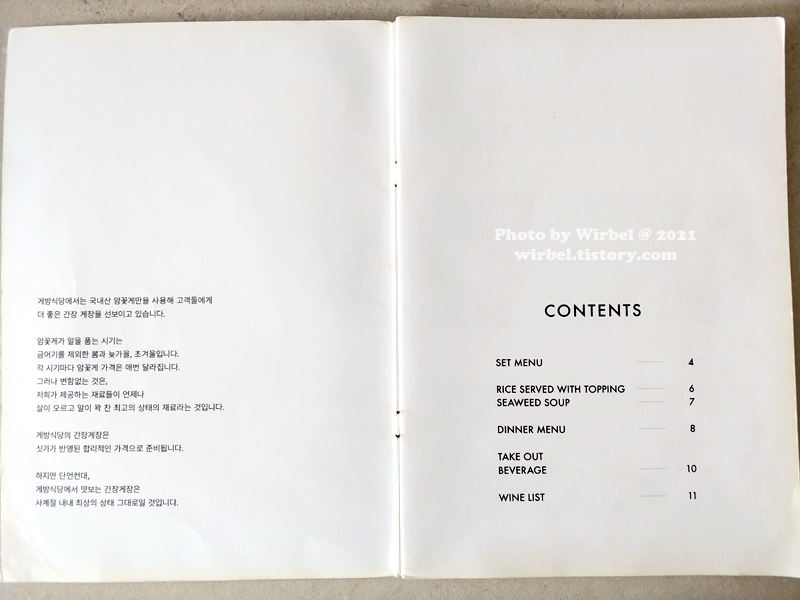 게방식당에서는 국내산 암꽃게만을 사용해 고객들에게
더 좋은 간장 게장을 선보이고 있습니다.
암꽃게가 알을 품는 시기는
금어기를 제외한 봄과 늦가을, 초겨울입니다.
각 시기마다 암꽃게 가격은 매번 달라집니다.
그러나 변함없는 것은,
저희가 제공하는 재료들이 언제나
살이 오르고 알이 꽉 찬 최고의 상태의 재료라는 것입니다.
게방식당의 간장게장은
싯가가 반영된 합리적인 가격으로 준비됩니다.
하지만 단언컨대,
게방식당에서 맛보는 간장게장은
사계절 내내 최상의 상태 그대로일 것입니다.
Photo by Wirbel @ 2021
wirbel.tistory.com
CONTENTS
SET MENU 4
RICE SERVED WITH TOPPING 6
SEAWEED SOUP 7
DINNER MENU 8
TAKE OUT
BEVERAGE 10
WINE LIST 11